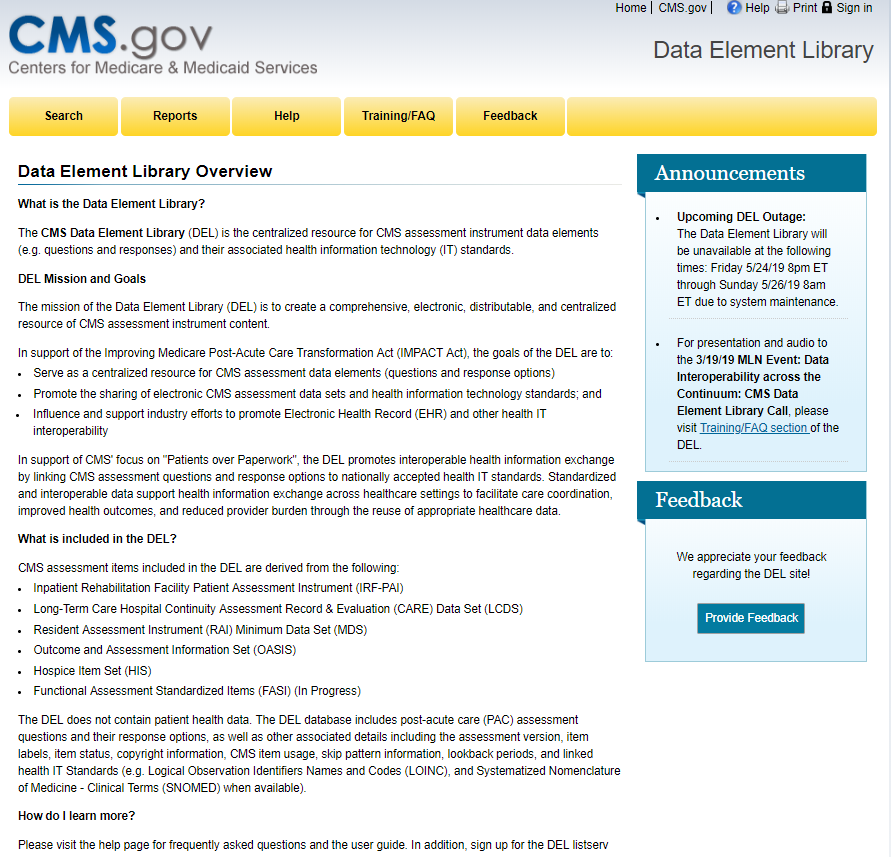 Home | CMS.gov | Help Print Sign in
CMS.gov
Centers for Medicare & Medicaid Services
Data Element Library
Search Reports Help Training/FAQ Feedback
Data Element Library Overview
What is the Data Element Library?
The CMS Data Element Library (DEL) is the centralized resource for CMS assessment instrument data elements
(e.g. questions and responses) and their associated health information technology (IT) standards.
DEL Mission and Goals
The mission of the Data Element Library (DEL) is to create a comprehensive, electronic, distributable, and centralized
resource of CMS assessment instrument content.
In support of the Improving Medicare Post-Acute Care Transformation Act (IMPACT Act), the goals of the DEL are to:
• Serve as a centralized resource for CMS assessment data elements (questions and response options)
• Promote the sharing of electronic CMS assessment data sets and health information technology standards; and
• Influence and support industry efforts to promote Electronic Health Record (EHR) and other health IT
interoperability
In support of CMS' focus on "Patients over Paperwork", the DEL promotes interoperable health information exchange
by linking CMS assessment questions and response options to nationally accepted health IT standards. Standardized
and interoperable data support health information exchange across healthcare settings to facilitate care coordination,
improved health outcomes, and reduced provider burden through the reuse of appropriate healthcare data.
What is included in the DEL?
CMS assessment items included in the DEL are derived from the following:
• Inpatient Rehabilitation Facility Patient Assessment Instrument (IRF-PAI)
• Long-Term Care Hospital Continuity Assessment Record & Evaluation (CARE) Data Set (LCDS)
• Resident Assessment Instrument (RAI) Minimum Data Set (MDS)
• Outcome and Assessment Information Set (OASIS)
• Hospice Item Set (HIS)
• Functional Assessment Standardized Items (FASI) (In Progress)
The DEL does not contain patient health data. The DEL database includes post-acute care (PAC) assessment
questions and their response options, as well as other associated details including the assessment version, item
labels, item status, copyright information, CMS item usage, skip pattern information, lookback periods, and linked
health IT Standards (e.g. Logical Observation Identifiers Names and Codes (LOINC), and Systematized Nomenclature
of Medicine - Clinical Terms (SNOMED) when available).
How do I learn more?
Please visit the help page for frequently asked questions and the user guide. In addition, sign up for the DEL listserv
Announcements
• Upcoming DEL Outage:
The Data Element Library will
be unavailable at the following
times: Friday 5/24/19 8pm ET
through Sunday 5/26/19 8am
ET due to system maintenance.
• For presentation and audio to
the 3/19/19 MLN Event: Data
Interoperability across the
Continuum: CMS Data
Element Library Call, please
visit Training/FAQ section of the
DEL.
Feedback
We appreciate your feedback
regarding the DEL site!
Provide Feedback